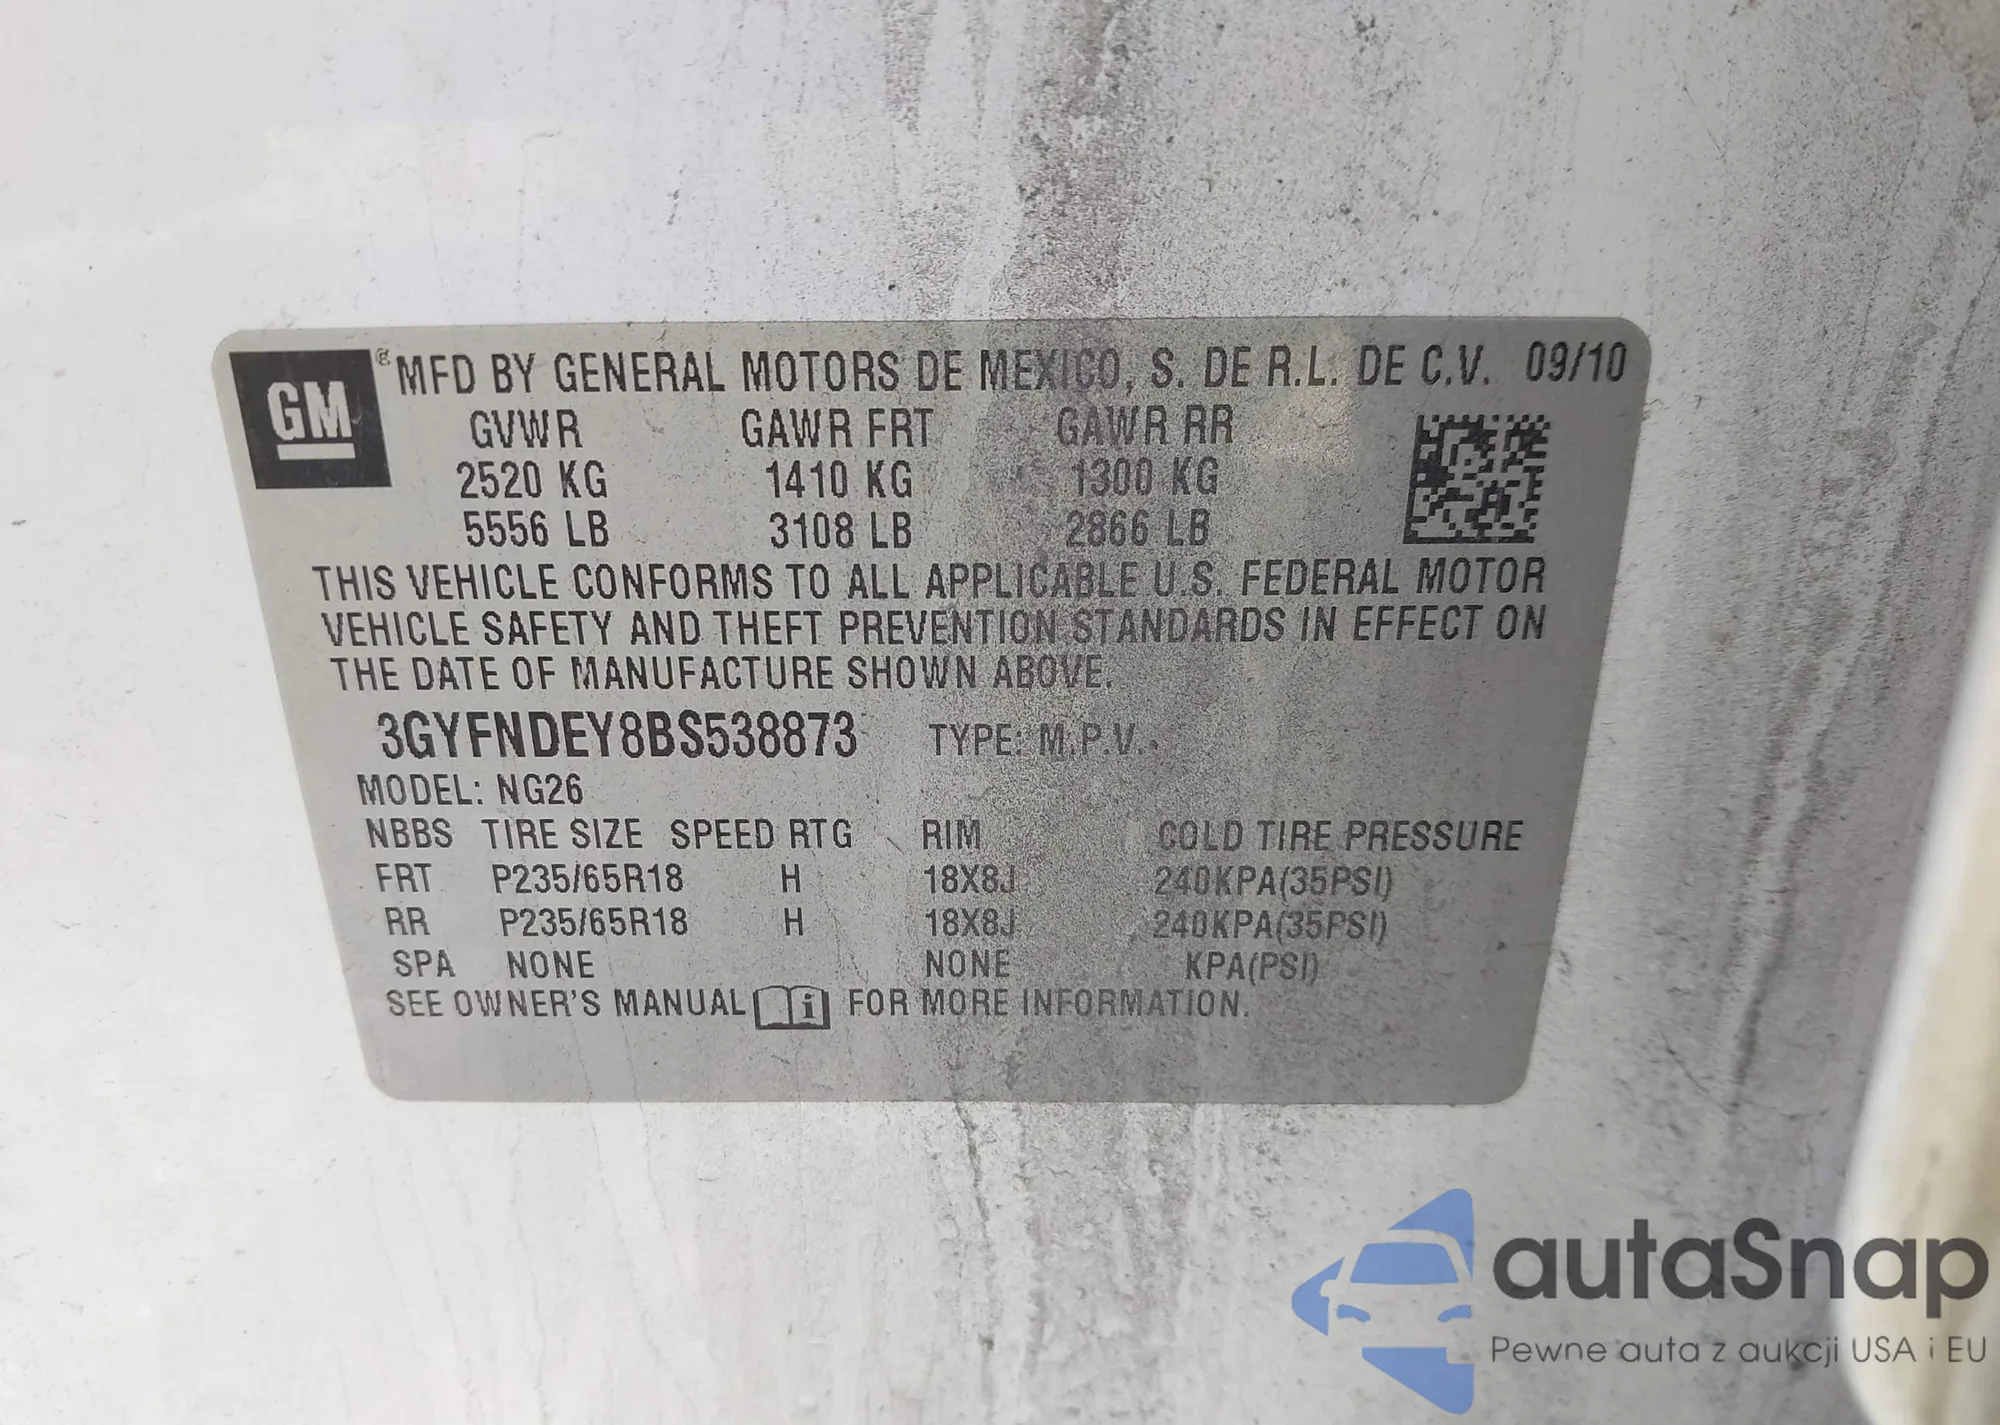 GM
® MFD BY GENERAL MOTORS DE MEXICO, S. DE R.L. DE C.V. 09/10
GVWR GAWR FRT GAWR RR
2520 KG 1410 KG 1300 KG
5556 LB 3108 LB 2866 LB
THIS VEHICLE CONFORMS TO ALL APPLICABLE U.S. FEDERAL MOTOR
VEHICLE SAFETY AND THEFT PREVENTION STANDARDS IN EFFECT ON
THE DATE OF MANUFACTURE SHOWN ABOVE.
3GYFNDEY8BS538873 TYPE: M.P.V.
MODEL: NG26
NBBS TIRE SIZE SPEED RTG RIM COLD TIRE PRESSURE
FRT P235/65R18 H 18X8J 240KPA(35PSI)
RR P235/65R18 H 18X8J 240KPA(35PSI)
SPA NONE NONE KPA(PSI)
SEE OWNER'S MANUAL i FOR MORE INFORMATION.
autaSnap
Pewne auta z aukcji USA i EU